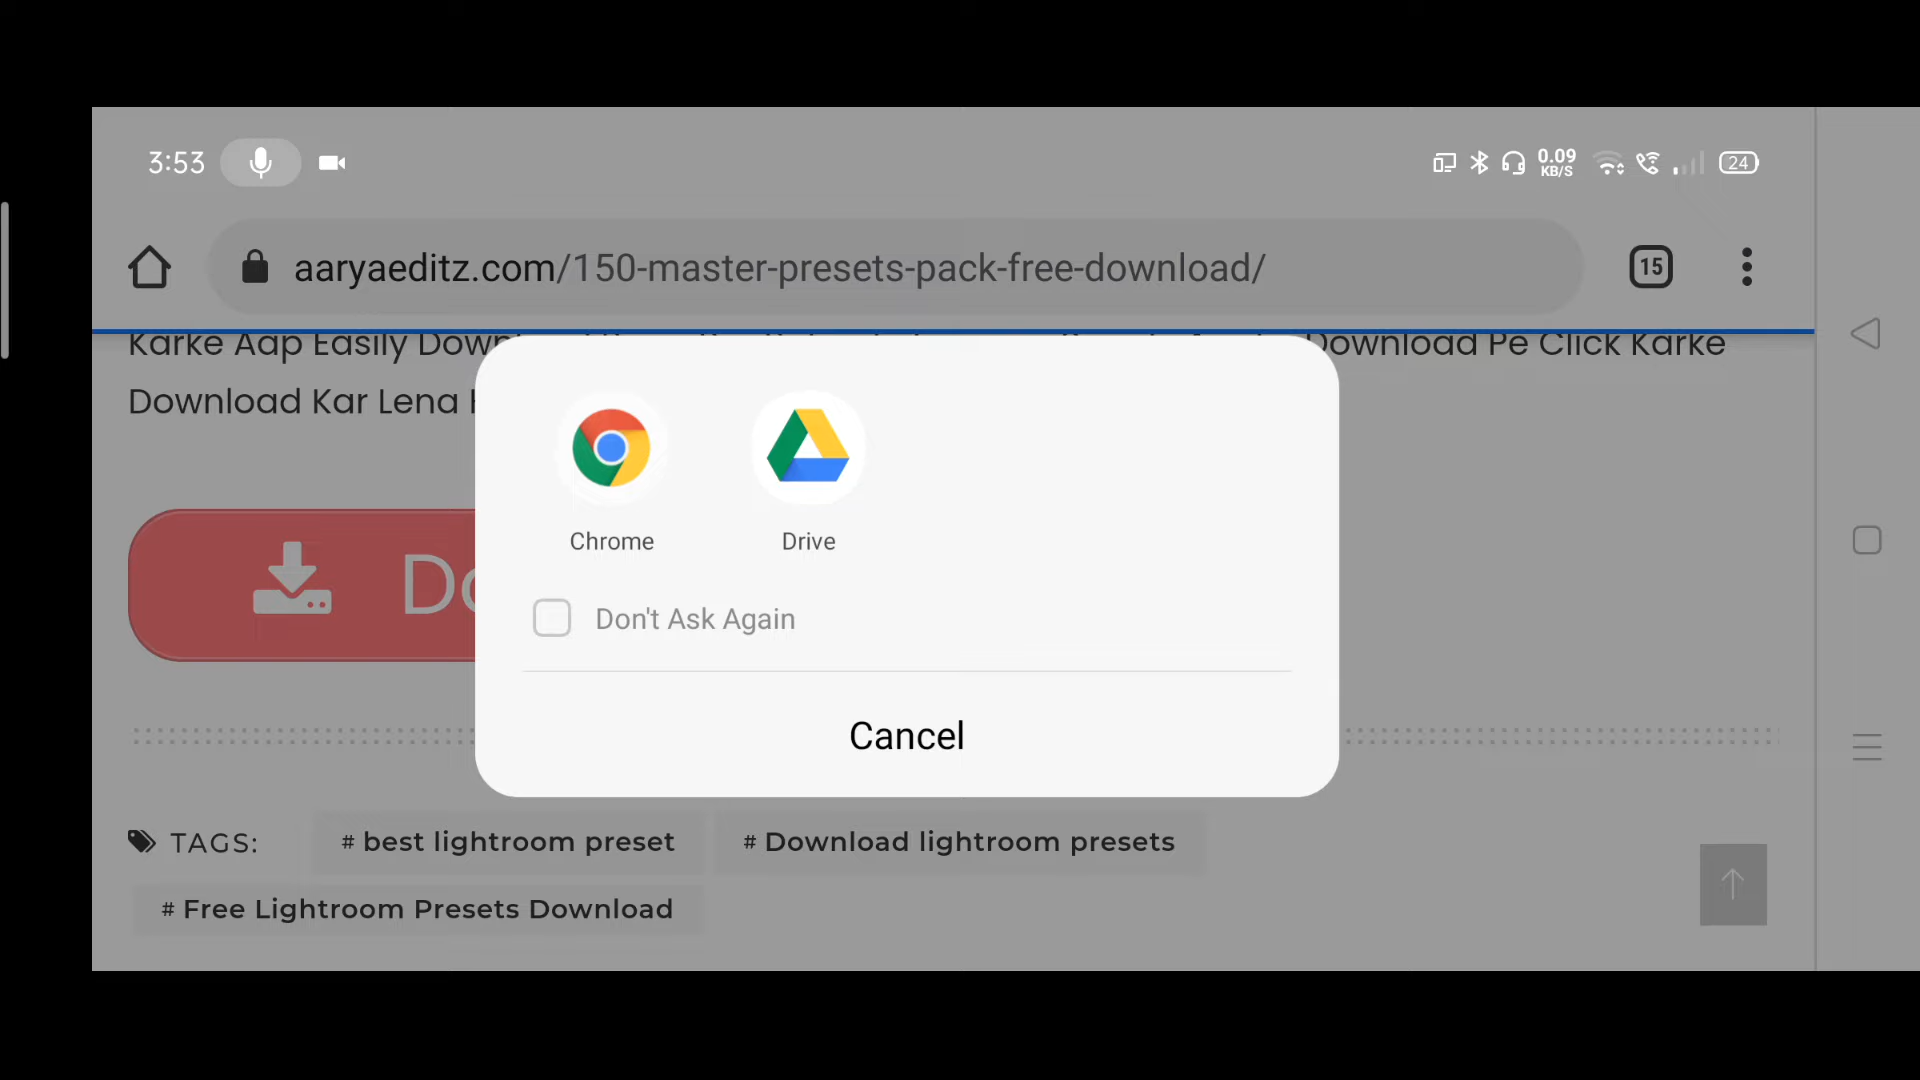 3:53
0.09
KB/S
24
aaryaeditz.com/150-master-presets-pack-free-download/
15
Karke Aap Easily Download Pe Click Karke
Download Kar Lena
Chrome
Drive
Do
Don't Ask Again
Cancel
TAGS:
# best lightroom preset
# Download lightroom presets
# Free Lightroom Presets Download